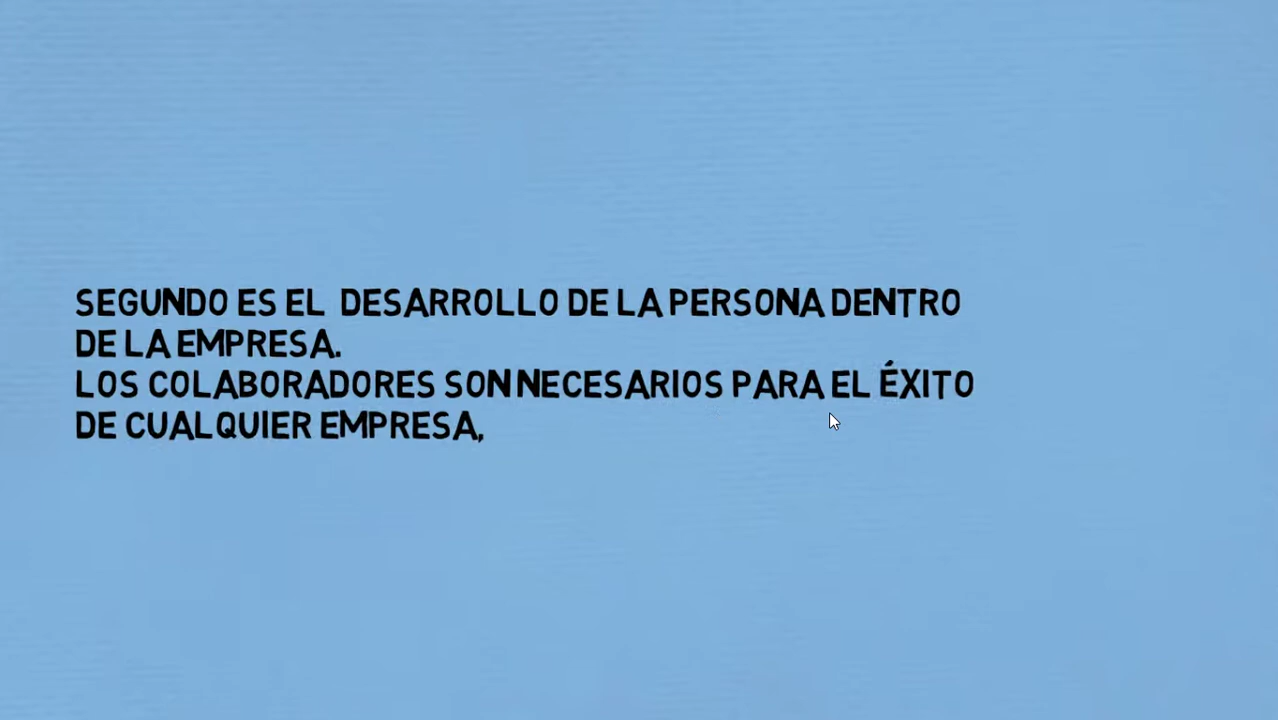 SEGUNDO ES EL DESARROLLO DE LA PERSONA DENTRO
DE LA EMPRESA.
LOS COLABORADORES SON NECESARIOS PARA EL ÉXITO
DE CUALQUIER EMPRESA,